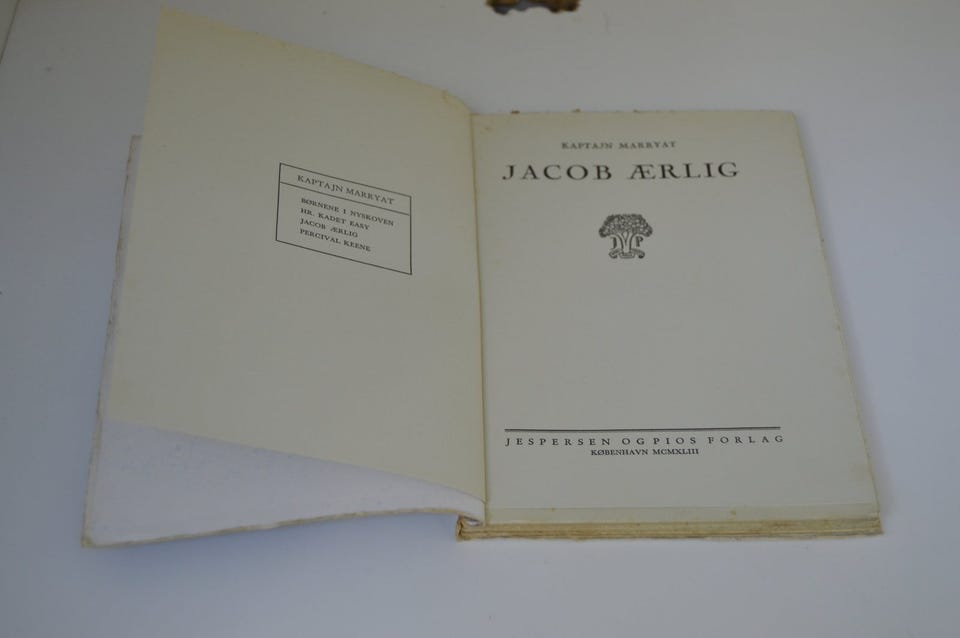 KAPTAJN MARRYAT
BØRNENE I NYSKOVEN
HR. KADET EASY
JACOB ÆRLIG
PERCIVAL KEENE
KAPTAJN MARRYAT
JACOB ÆRLIG
J P
JESPERSEN OG PIOS FORLAG
KØBENHAVN MCMXLIII